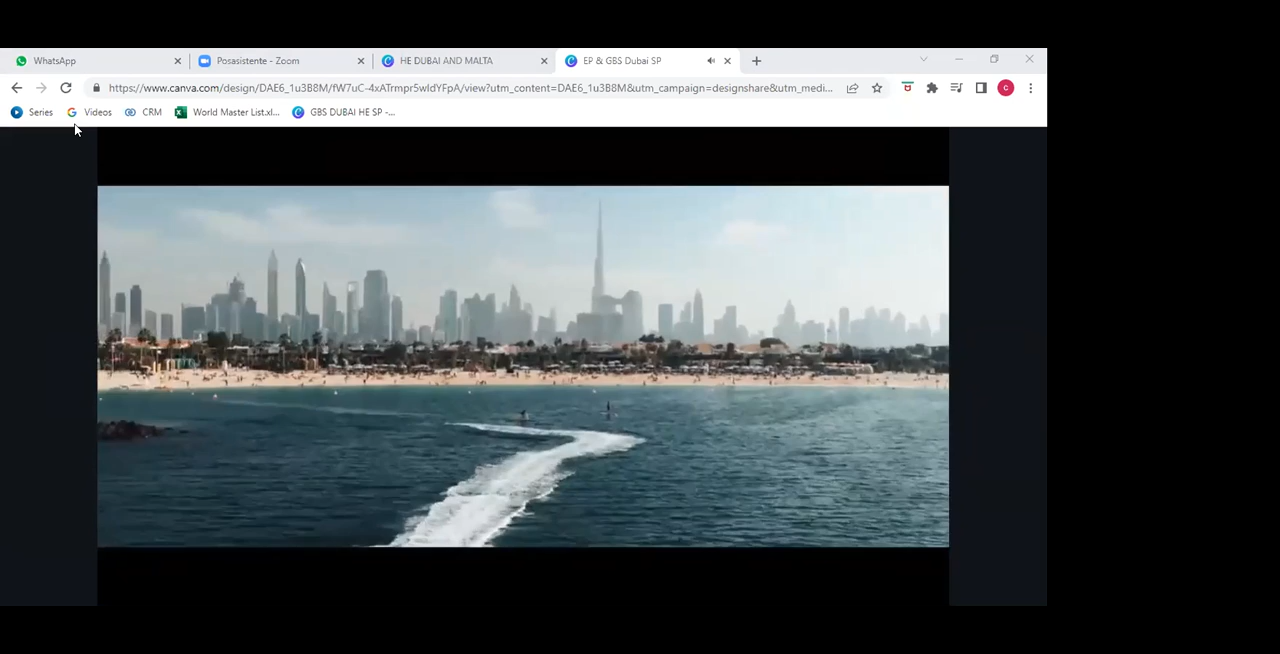 WhatsApp
Posasistente - Zoom
HE DUBAI AND MALTA
EP & GBS Dubai SP
https://www.canva.com/design/DAE6_1u3B8M/fW7uC-4xATrmpr5wIdYFpA/view?utm_content=DAE6_1u3B8M&utm_campaign=designshare&utm_medi...
C
Series
Videos
CRM
World Master List.xl...
GBS DUBAI HE SP -...